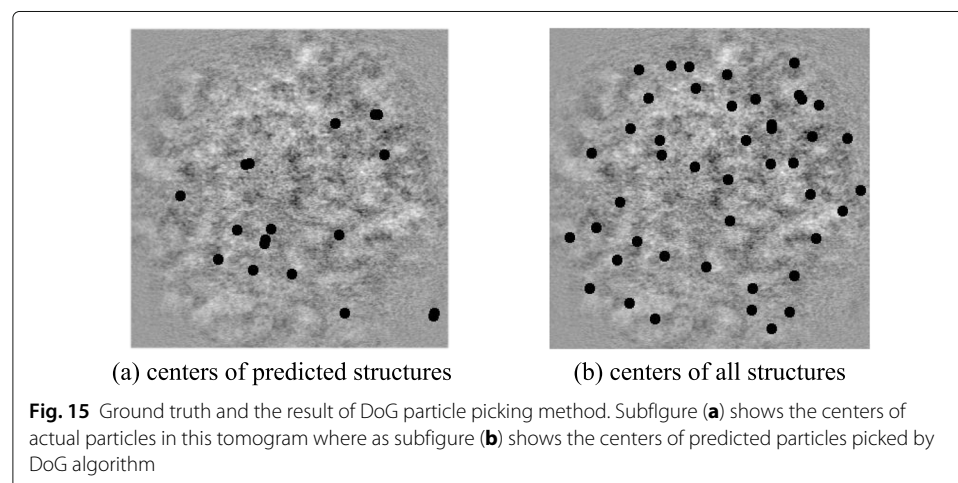 (a) centers of predicted structures
(b) centers of all structures
Fig. 15 Ground truth and the result of DoG particle picking method. SubfIgure (a) shows the centers of
actual particles in this tomogram where as subfigure (b) shows the centers of predicted particles picked by
DoG algorithm